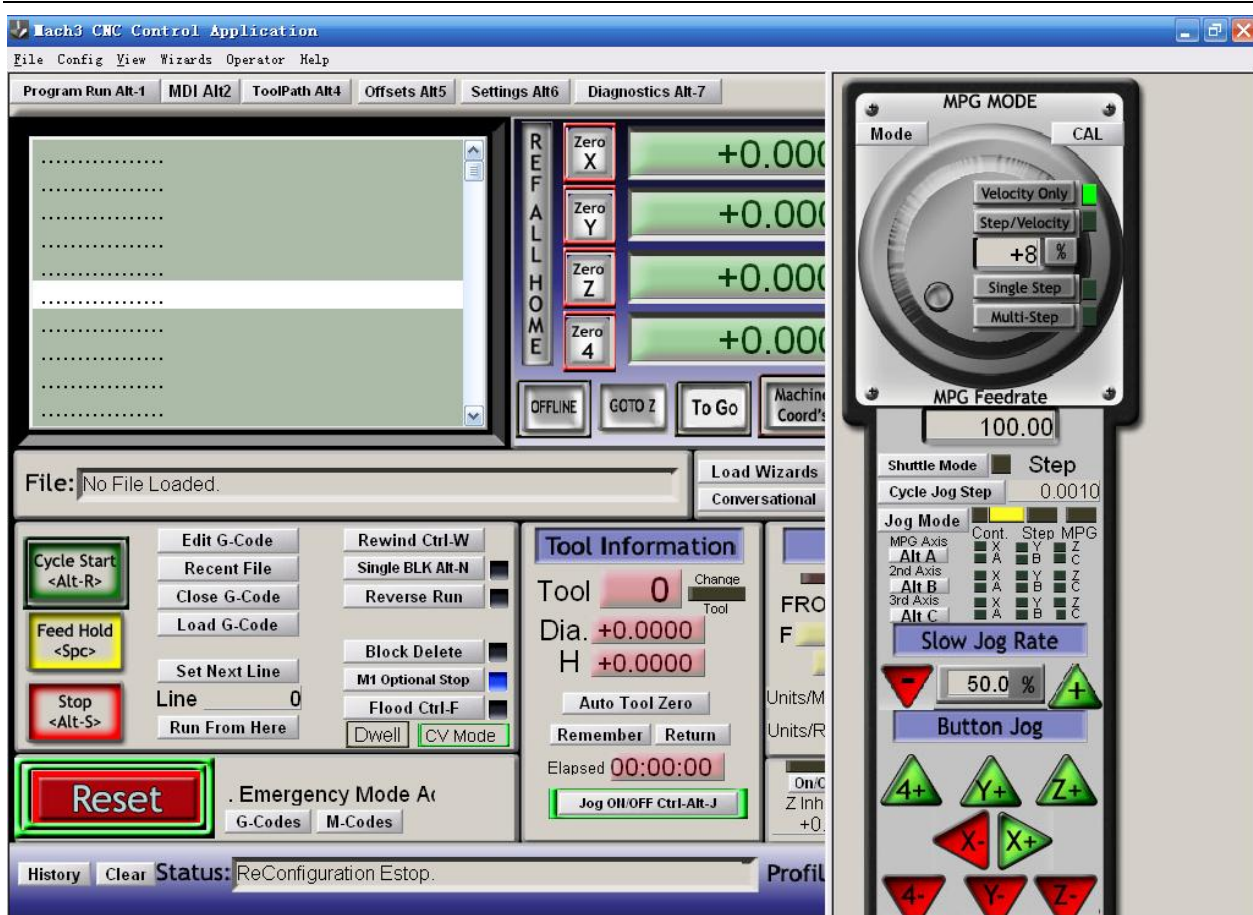 Mach3 CNC Control Application
File Config View Wizards Operator Help
Program Run Alt-1 MDI Alt2 ToolPath Alt4 Offsets Alt5 Settings Alt6 Diagnostics Alt-7
..................
..................
..................
..................
..................
..................
..................
..................
..................
..................
REF ALL HOME
Zero X +0.000
Zero Y +0.000
Zero Z +0.000
Zero 4 +0.000
OFFLINE GOTO Z To Go Machine Coord's
File: No File Loaded.
Load Wizards
Conversational
Cycle Start <Alt-R>
Feed Hold <Spc>
Stop <Alt-S>
Edit G-Code
Recent File
Close G-Code
Load G-Code
Set Next Line
Line 0
Run From Here
Rewind Ctrl-W
Single BLK Alt-N
Reverse Run
Block Delete
M1 Optional Stop
Flood Ctrl-F
Dwell CV Mode
Tool Information
Tool 0 Change Tool
Dia. +0.0000
H +0.0000
Auto Tool Zero
Remember Return
Elapsed 00:00:00
Jog ON/OFF Ctrl-Alt-J
FRO
F
Units/M
Units/R
On/O
Z Inh
+0.
Reset
. Emergency Mode Ac
G-Codes M-Codes
History Clear Status: ReConfiguration Estop.
Profil
MPG MODE
Mode CAL
Velocity Only
Step/Velocity
+8 %
Single Step
Multi-Step
MPG Feedrate
100.00
Shuttle Mode Step
Cycle Jog Step 0.0010
Jog Mode
Cont. Step MPG
MPG Axis
Alt A
X Y Z
A B C
2nd Axis
Alt B
X Y Z
A B C
3rd Axis
Alt C
X Y Z
A B C
Slow Jog Rate
- 50.0 % +
Button Jog
4+ Y+ Z+
X- X+
4- Y- Z-